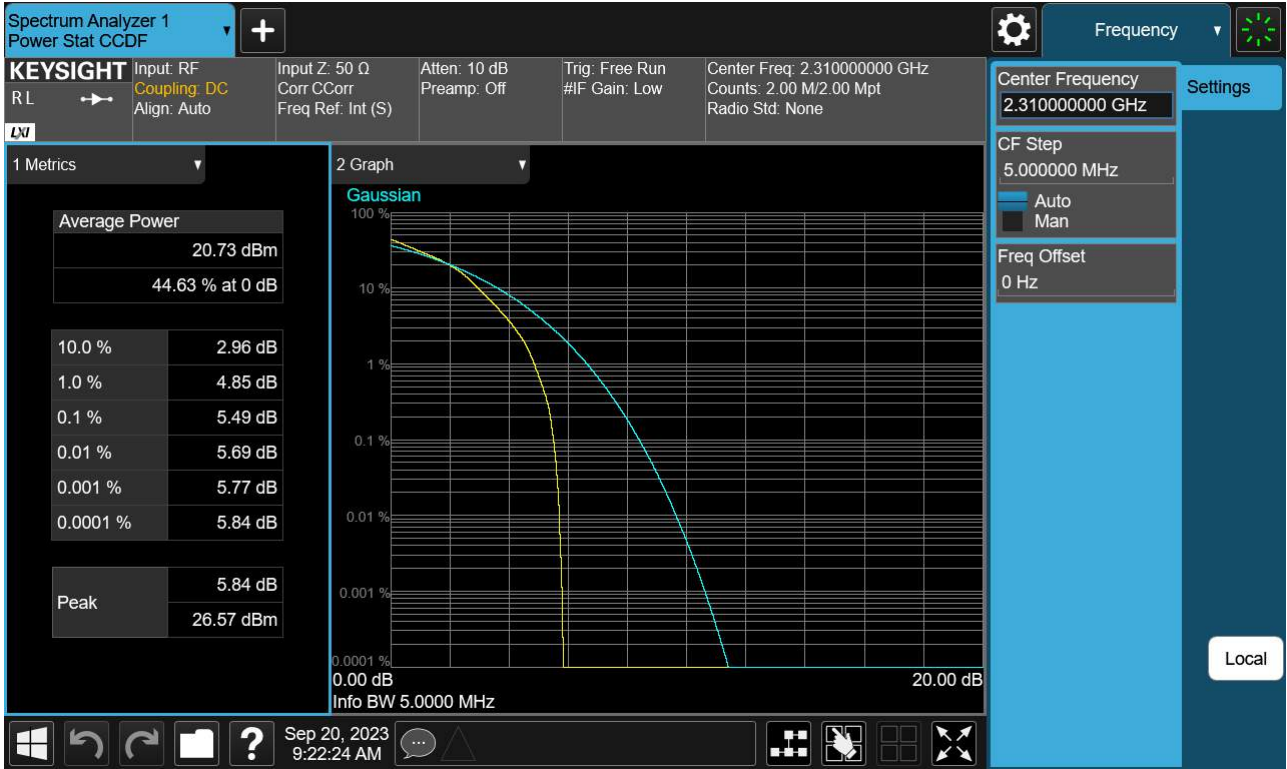 Spectrum Analyzer 1
Power Stat CCDF
Frequency
KEYSIGHT
R L
LXI
Input: RF
Coupling: DC
Align: Auto
Input Z: 50 Ω
Corr CCorr
Freq Ref: Int (S)
Atten: 10 dB
Preamp: Off
Trig: Free Run
#IF Gain: Low
Center Freq: 2.310000000 GHz
Counts: 2.00 M/2.00 Mpt
Radio Std: None
Center Frequency
2.310000000 GHz
Settings
CF Step
5.000000 MHz
Auto
Man
Freq Offset
0 Hz
Local
1 Metrics
Average Power
20.73 dBm
44.63 % at 0 dB
10.0 % 2.96 dB
1.0 % 4.85 dB
0.1 % 5.49 dB
0.01 % 5.69 dB
0.001 % 5.77 dB
0.0001 % 5.84 dB
Peak
5.84 dB
26.57 dBm
2 Graph
Gaussian
100 %
10 %
1 %
0.1 %
0.01 %
0.001 %
0.0001 %
0.00 dB 20.00 dB
Info BW 5.0000 MHz
?
Sep 20, 2023
9:22:24 AM